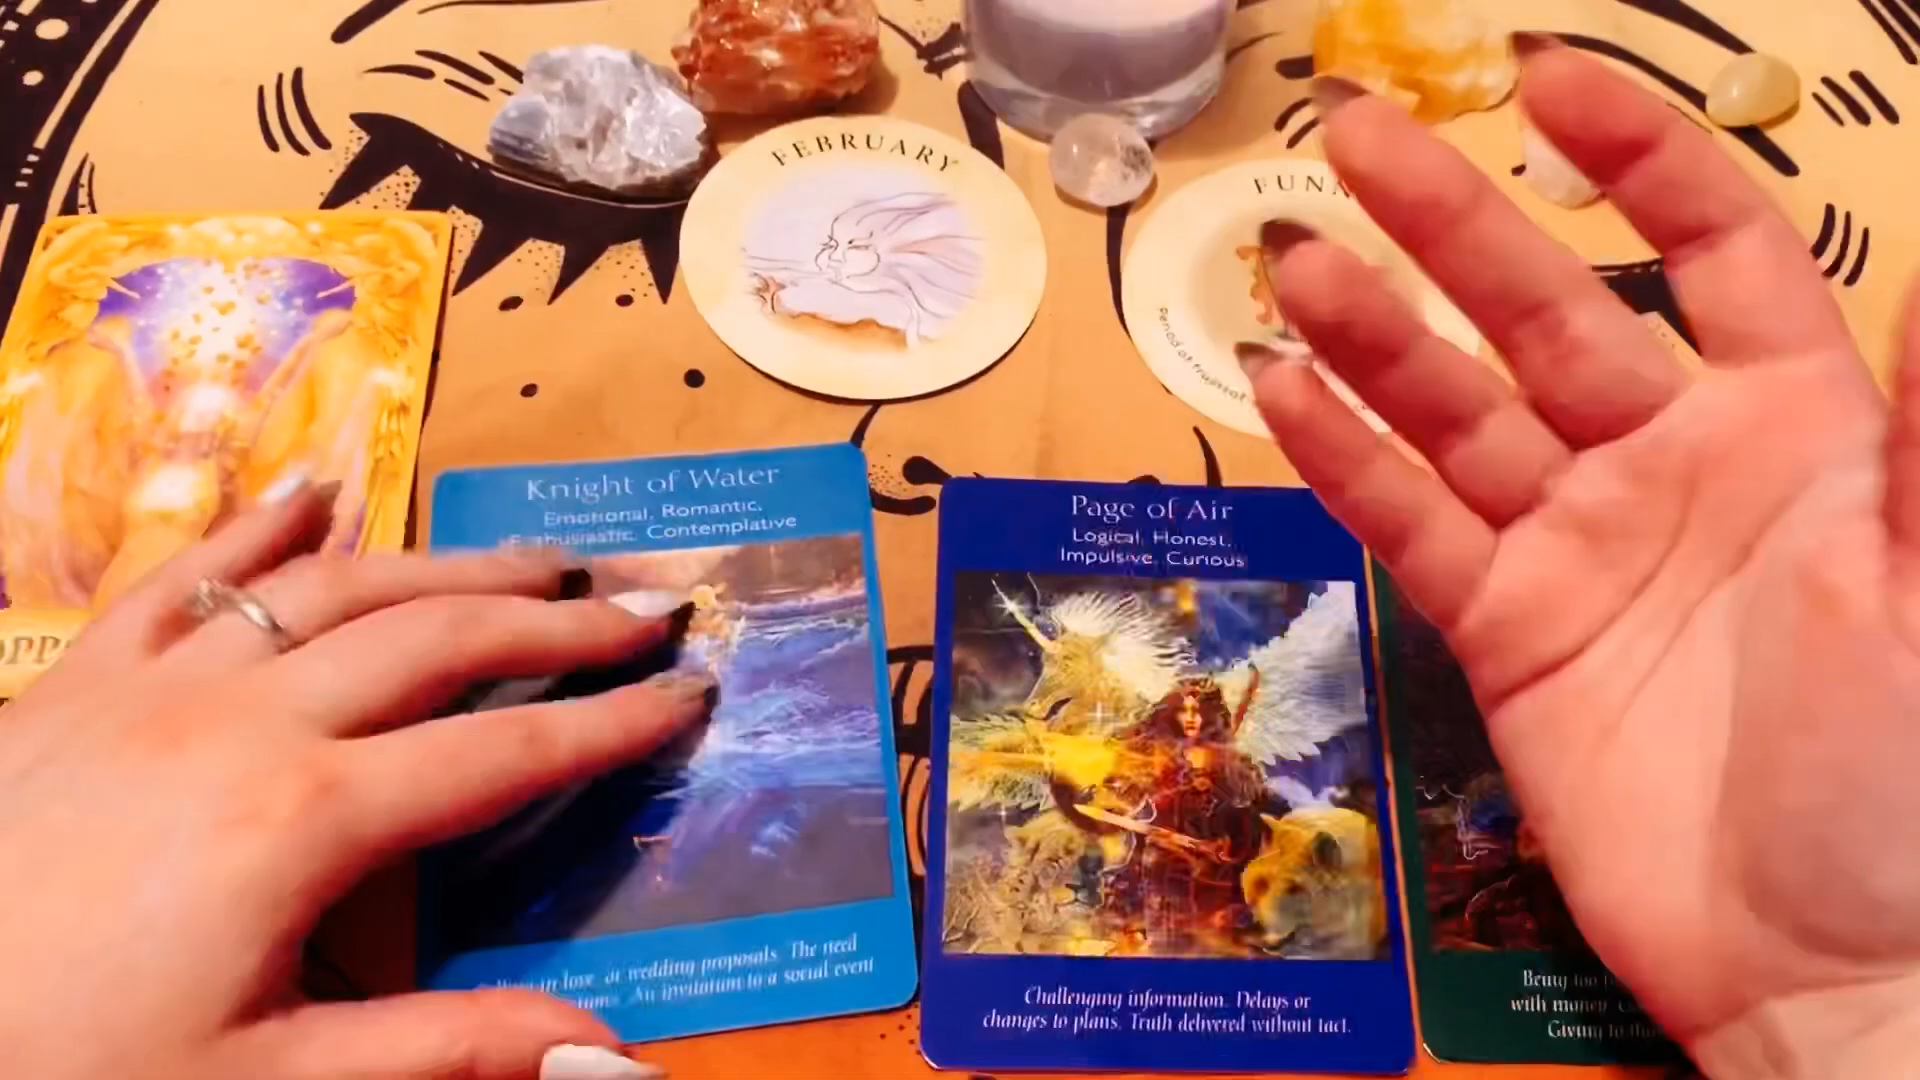 FEBRUARY
Knight of Water
Emotional, Romantic,
Enthusiastic, Contemplative
in love, or wedding proposals. The need
An invitation to a social event
Page of Air
Logical, Honest,
Impulsive, Curious
Challenging information. Delays or
changes to plans. Truth delivered without tact.
Being too
with money.
Giving to